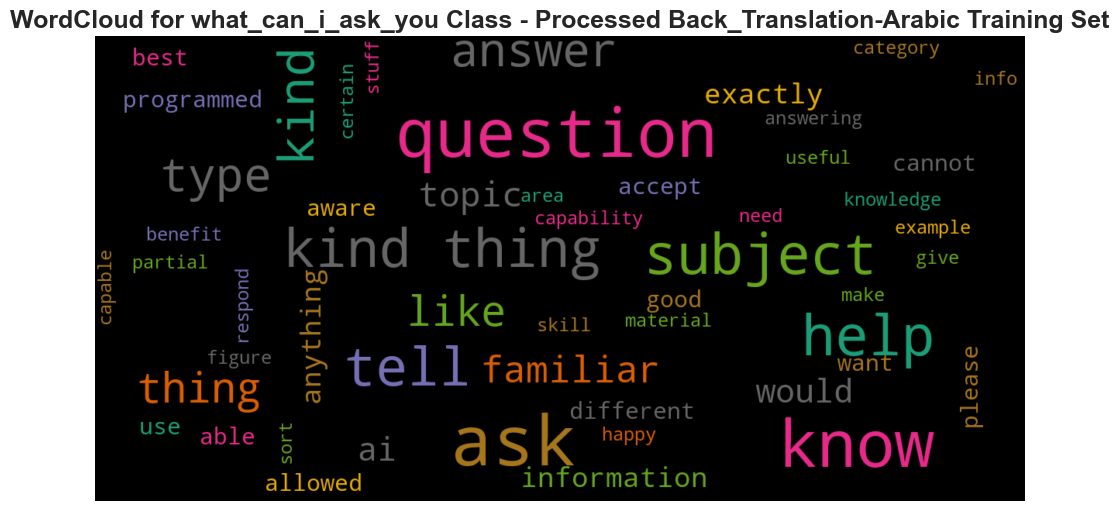 WordCloud for what_can_i_ask_you Class - Processed Back_Translation-Arabic Training Set
best
stuff
answer
category
kind
certain
info
programmed
exactly
question
answering
useful
cannot
type
topic
area
accept
knowledge
aware
capability
need
example
benefit
kind thing
subject
give
partial
capable
respond
anything
like
good
make
skill
material
help
figure
tell
familiar
want
thing
different
would
please
use
able
sort
ai
ask
happy
know
allowed
information